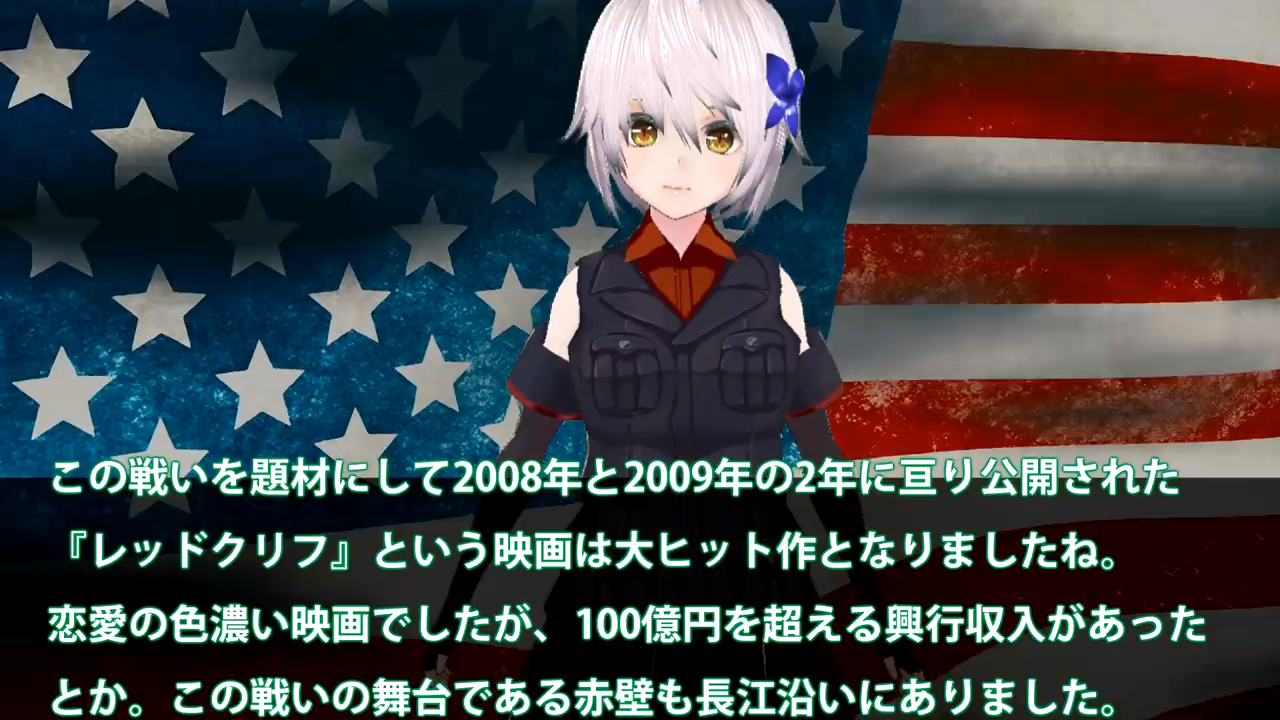 この戦いを題材にして2008年と2009年の2年に亘り公開された
『レッドクリフ』という映画は大ヒット作となりましたね。
恋愛の色濃い映画でしたが、100億円を超える興行収入があった
とか。この戦いの舞台である赤壁も長江沿いにありました。